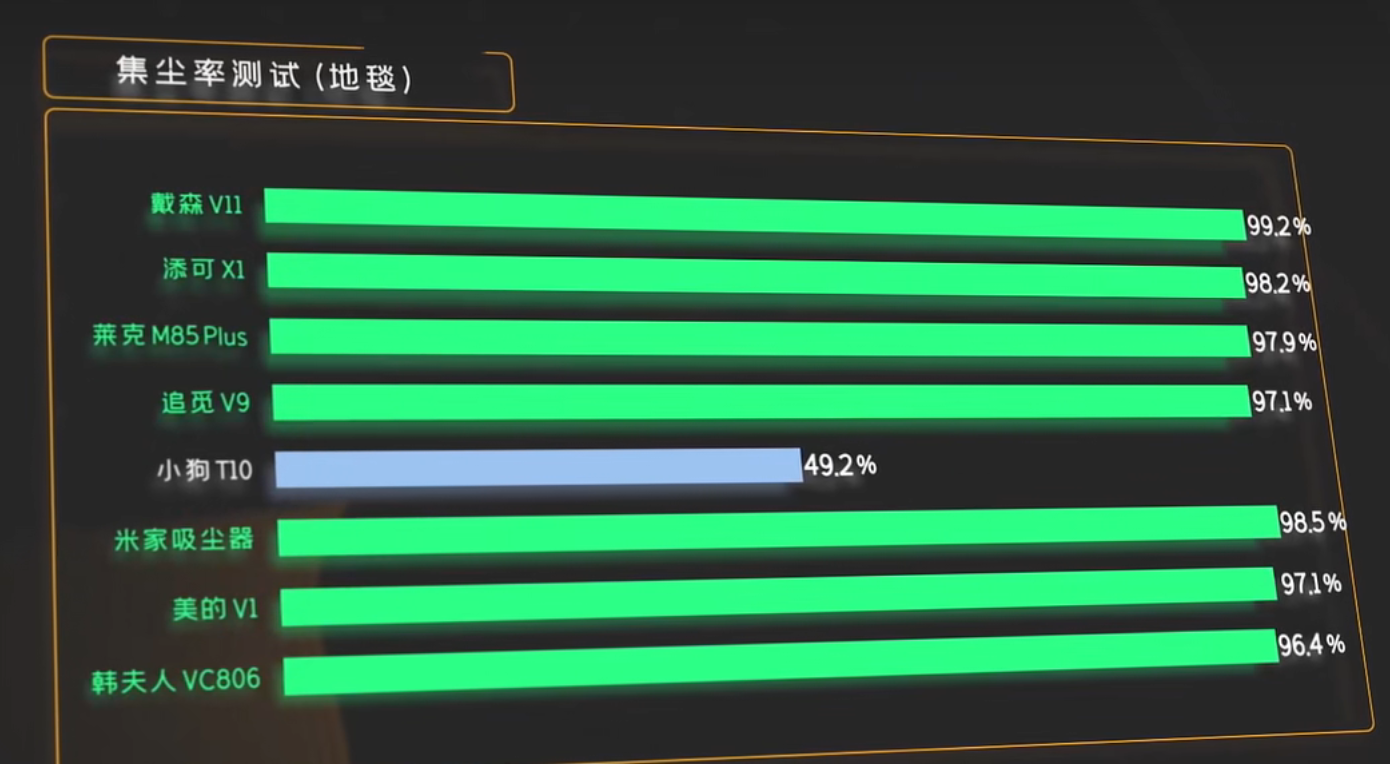 集尘率测试(地毯)
戴森 V11 99.2%
添可 X1 98.2%
莱克 M85 Plus 97.9%
追觅 V9 97.1%
小狗 T10 49.2%
米家吸尘器 98.5%
美的 V1 97.1%
韩夫人 VC806 96.4%